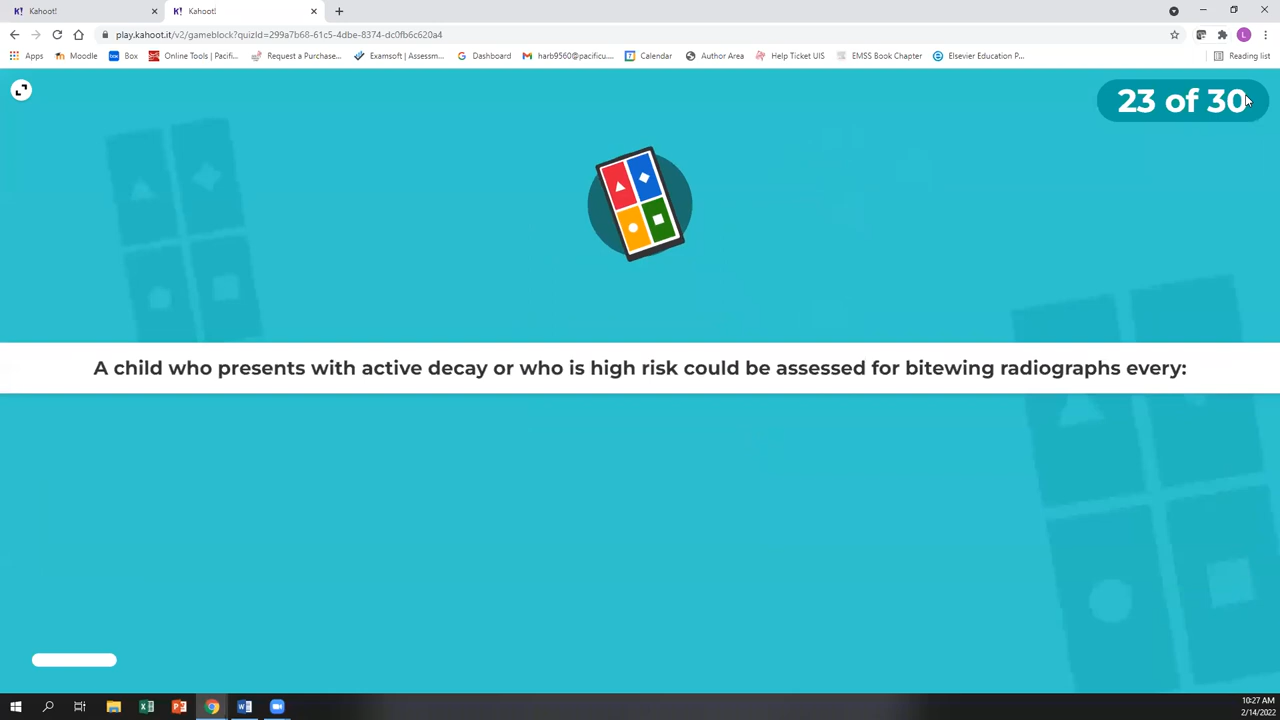 K! Kahoot!
K! Kahoot!
play.kahoot.it/v2/gameblock?quizId=299a7b68-61c5-4dbe-8374-dc0fb6c620a4
L
Apps
Moodle
box
Box
Online Tools | Pacifi...
Request a Purchase...
Examsoft | Assessm...
G
Dashboard
harb9560@pacificu....
Calendar
Author Area
Help Ticket UIS
EMSS Book Chapter
Elsevier Education P...
Reading list
23 of 30
A child who presents with active decay or who is high risk could be assessed for bitewing radiographs every:
10:27 AM
2/14/2022